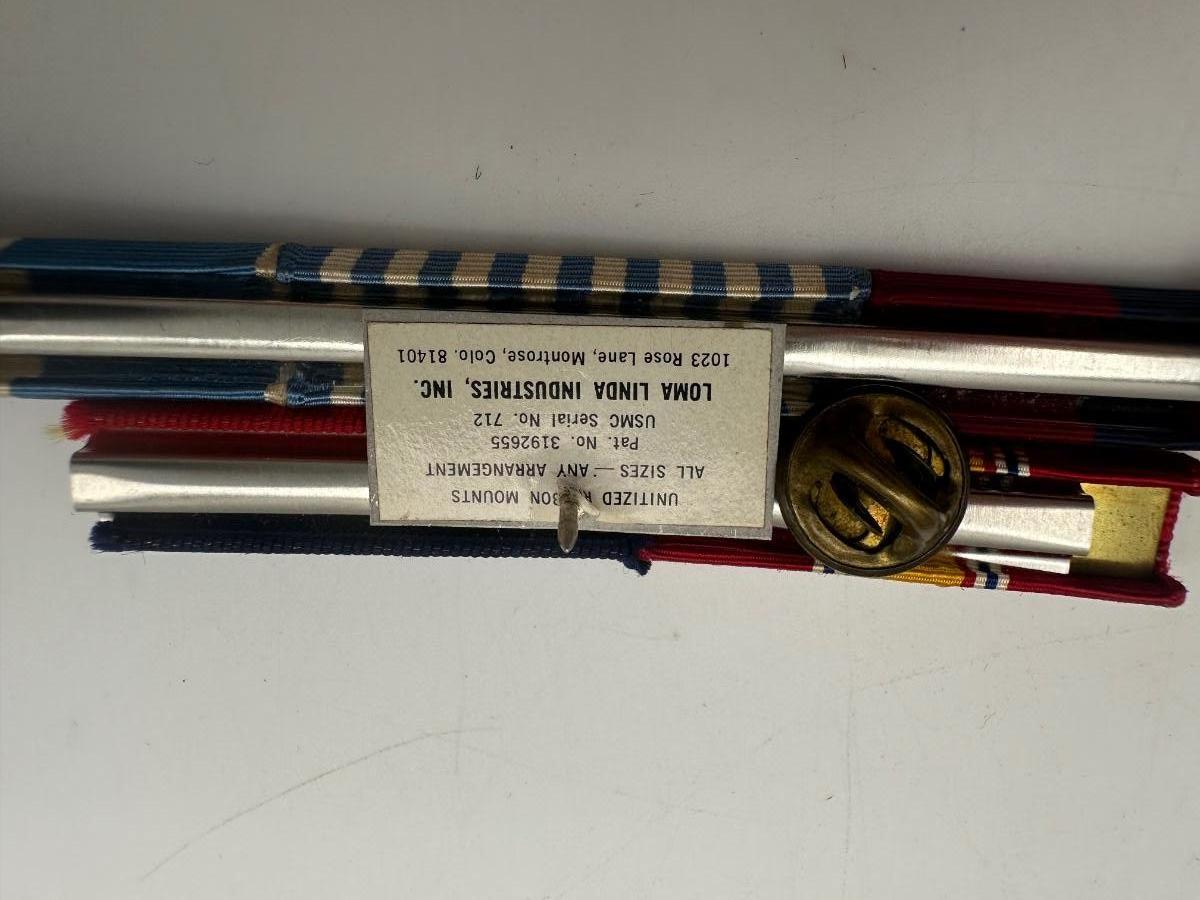 UNITIZED RIBBON MOUNTS
ALL SIZES — ANY ARRANGEMENT
Pat. No. 3192655
USMC Serial No. 712
LOMA LINDA INDUSTRIES, INC.
1023 Rose Lane, Montrose, Colo. 81401